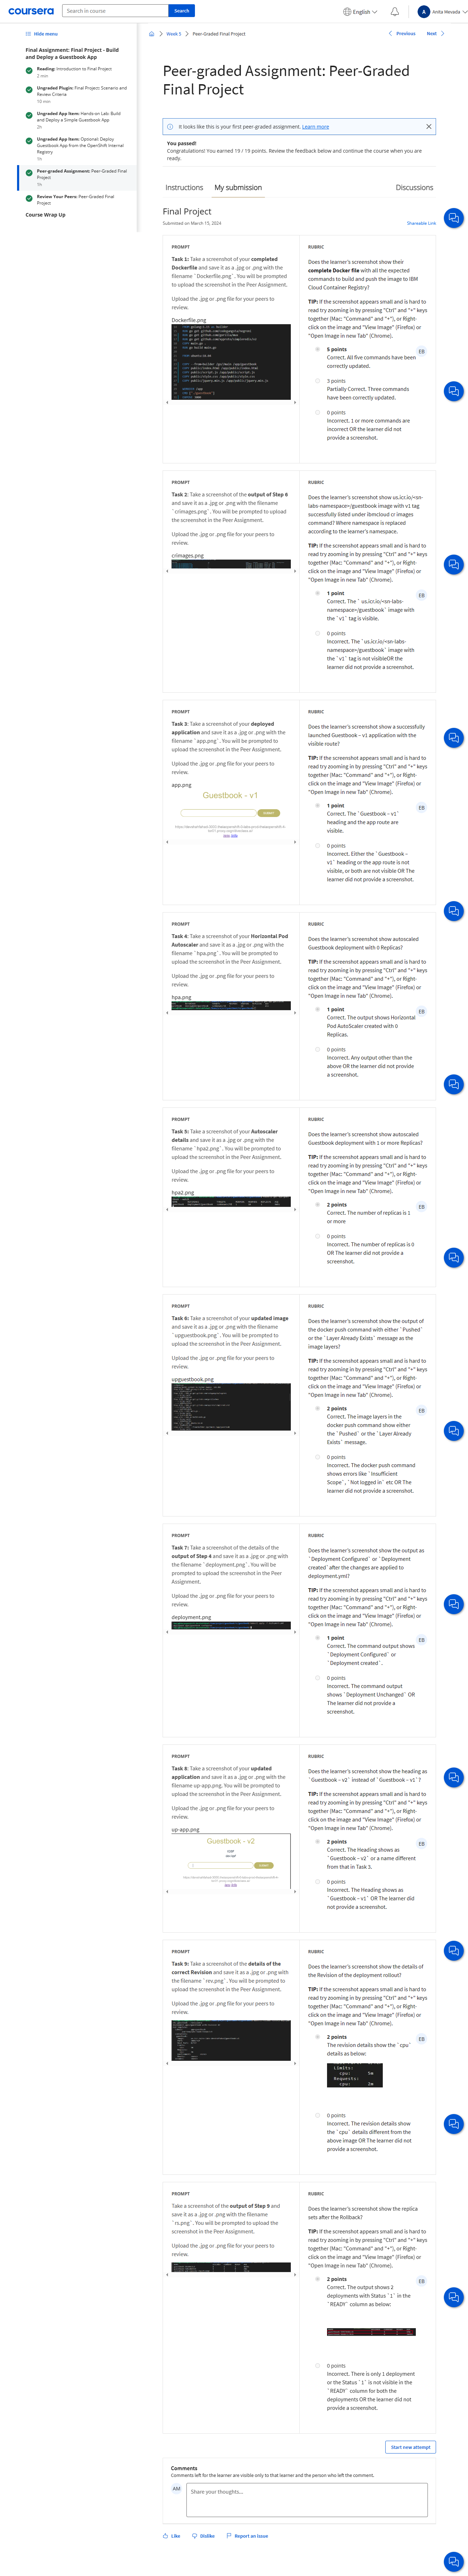 coursera
Search in course
Search
English
A
Anita Mevada
Hide menu
Final Assignment: Final Project - Build
and Deploy a Guestbook App
Reading: Introduction to Final Project
2 min
Ungraded Plugin: Final Project: Scenario and
Review Criteria
10 min
Ungraded App Item: Hands-on Lab: Build
and Deploy a Simple Guestbook App
2h
Ungraded App Item: Optional: Deploy
Guestbook App from the OpenShift Internal
Registry
1h
Peer-graded Assignment: Peer-Graded Final
Project
1h
Review Your Peers: Peer-Graded Final
Project
Course Wrap Up
Week 5
Peer-Graded Final Project
Previous
Next
Peer-graded Assignment: Peer-Graded
Final Project
It looks like this is your first peer-graded assignment. Learn more
You passed!
Congratulations! You earned 19 / 19 points. Review the feedback below and continue the course when you are
ready.
Instructions
My submission
Discussions
Final Project
Submitted on March 15, 2024
Shareable Link
PROMPT
Task 1: Take a screenshot of your completed
Dockerfile and save it as a .jpg or .png with the
filename `Dockerfile.png`. You will be prompted
to upload the screenshot in the Peer Assignment.
Upload the .jpg or .png file for your peers to
review.
Dockerfile.png
RUBRIC
Does the learner's screenshot show their
complete Docker file with all the expected
commands to build and push the image to IBM
Cloud Container Registry?
TIP: If the screenshot appears small and is hard to
read try zooming in by pressing "Ctrl" and "+" keys
together (Mac: "Command" and "+"), or Right-
click on the image and "View Image" (Firefox) or
"Open Image in new Tab" (Chrome).
5 points
Correct. All five commands have been
correctly updated.
EB
3 points
Partially Correct. Three commands
have been correctly updated.
0 points
Incorrect. 1 or more commands are
incorrect OR the learner did not
provide a screenshot.
PROMPT
Task 2: Take a screenshot of the output of Step 6
and save it as a .jpg or .png with the filename
`crimages.png`. You will be prompted to upload
the screenshot in the Peer Assignment.
Upload the .jpg or .png file for your peers to
review.
crimages.png
RUBRIC
Does the learner's screenshot show us.icr.io/<sn-
labs-namespace>/guestbook image with v1 tag
successfully listed under ibmcloud cr images
command? Where namespace is replaced
according to the learner's namespace.
TIP: If the screenshot appears small and is hard to
read try zooming in by pressing "Ctrl" and "+" keys
together (Mac: "Command" and "+"), or Right-
click on the image and "View Image" (Firefox) or
"Open Image in new Tab" (Chrome).
1 point
Correct. The ` us.icr.io/<sn-labs-
namespace>/guestbook` image with
the `v1` tag is visible.
EB
0 points
Incorrect. The `us.icr.io/<sn-labs-
namespace>/guestbook` image with
the `v1` tag is not visibleOR the
learner did not provide a screenshot.
PROMPT
Task 3: Take a screenshot of your deployed
application and save it as a .jpg or .png with the
filename `app.png`. You will be prompted to
upload the screenshot in the Peer Assignment.
Upload the .jpg or .png file for your peers to
review.
app.png
Guestbook - v1
RUBRIC
Does the learner's screenshot show a successfully
launched Guestbook – v1 application with the
visible route?
TIP: If the screenshot appears small and is hard to
read try zooming in by pressing "Ctrl" and "+" keys
together (Mac: "Command" and "+"), or Right-
click on the image and "View Image" (Firefox) or
"Open Image in new Tab" (Chrome).
1 point
Correct. The `Guestbook – v1`
heading and the app route are
visible.
EB
0 points
Incorrect. Either the `Guestbook –
v1` heading or the app route is not
visible, or both are not visible OR The
learner did not provide a screenshot.
PROMPT
Task 4: Take a screenshot of your Horizontal Pod
Autoscaler and save it as a .jpg or .png with the
filename `hpa.png`. You will be prompted to
upload the screenshot in the Peer Assignment.
Upload the .jpg or .png file for your peers to
review.
hpa.png
RUBRIC
Does the learner's screenshot show autoscaled
Guestbook deployment with 0 Replicas?
TIP: If the screenshot appears small and is hard to
read try zooming in by pressing "Ctrl" and "+" keys
together (Mac: "Command" and "+"), or Right-
click on the image and "View Image" (Firefox) or
"Open Image in new Tab" (Chrome).
1 point
Correct. The output shows Horizontal
Pod AutoScaler created with 0
Replicas.
EB
0 points
Incorrect. Any output other than the
above OR the learner did not provide
a screenshot.
PROMPT
Task 5: Take a screenshot of your Autoscaler
details and save it as a .jpg or .png with the
filename `hpa2.png`. You will be prompted to
upload the screenshot in the Peer Assignment.
Upload the .jpg or .png file for your peers to
review.
hpa2.png
RUBRIC
Does the learner's screenshot show autoscaled
Guestbook deployment with 1 or more Replicas?
TIP: If the screenshot appears small and is hard to
read try zooming in by pressing "Ctrl" and "+" keys
together (Mac: "Command" and "+"), or Right-
click on the image and "View Image" (Firefox) or
"Open Image in new Tab" (Chrome).
2 points
Correct. The number of replicas is 1
or more
EB
0 points
Incorrect. The number of replicas is 0
OR The learner did not provide a
screenshot.
PROMPT
Task 6: Take a screenshot of your updated image
and save it as a .jpg or .png with the filename
`upguestbook.png`. You will be prompted to
upload the screenshot in the Peer Assignment.
Upload the .jpg or .png file for your peers to
review.
upguestbook.png
RUBRIC
Does the learner's screenshot show the output of
the docker push command with either `Pushed`
or the `Layer Already Exists` message as the
image layers?
TIP: If the screenshot appears small and is hard to
read try zooming in by pressing "Ctrl" and "+" keys
together (Mac: "Command" and "+"), or Right-
click on the image and "View Image" (Firefox) or
"Open Image in new Tab" (Chrome).
2 points
Correct. The image layers in the
docker push command show either
the `Pushed` or the `Layer Already
Exists` message.
EB
0 points
Incorrect. The docker push command
shows errors like `Insufficient
Scope`, `Not logged in` etc OR The
learner did not provide a screenshot.
PROMPT
Task 7: Take a screenshot of the details of the
output of Step 4 and save it as a .jpg or .png with
the filename `deployment.png`. You will be
prompted to upload the screenshot in the Peer
Assignment.
Upload the .jpg or .png file for your peers to
review.
deployment.png
RUBRIC
Does the learner's screenshot show the output as
`Deployment Configured` or `Deployment
created`after the changes are applied to
deployment.yml?
TIP: If the screenshot appears small and is hard to
read try zooming in by pressing "Ctrl" and "+" keys
together (Mac: "Command" and "+"), or Right-
click on the image and "View Image" (Firefox) or
"Open Image in new Tab" (Chrome).
1 point
Correct. The command output shows
`Deployment Configured` or
`Deployment created`.
EB
0 points
Incorrect. The command output
shows `Deployment Unchanged` OR
The learner did not provide a
screenshot.
PROMPT
Task 8: Take a screenshot of your updated
application and save it as a .jpg or .png with the
filename up-app.png. You will be prompted to
upload the screenshot in the Peer Assignment.
Upload the .jpg or .png file for your peers to
review.
up-app.png
Guestbook - v2
RUBRIC
Does the learner's screenshot show the heading as
`Guestbook – v2` instead of `Guestbook – v1`?
TIP: If the screenshot appears small and is hard to
read try zooming in by pressing "Ctrl" and "+" keys
together (Mac: "Command" and "+"), or Right-
click on the image and "View Image" (Firefox) or
"Open Image in new Tab" (Chrome).
2 points
Correct. The Heading shows as
`Guestbook – v2` or a name different
from that in Task 3.
EB
0 points
Incorrect. The Heading shows as
`Guestbook – v1` OR The learner did
not provide a screenshot.
PROMPT
Task 9: Take a screenshot of the details of the
correct Revision and save it as a .jpg or .png with
the filename `rev.png`. You will be prompted to
upload the screenshot in the Peer Assignment.
Upload the .jpg or .png file for your peers to
review.
RUBRIC
Does the learner's screenshot show the details of
the Revision of the deployment rollout?
TIP: If the screenshot appears small and is hard to
read try zooming in by pressing "Ctrl" and "+" keys
together (Mac: "Command" and "+"), or Right-
click on the image and "View Image" (Firefox) or
"Open Image in new Tab" (Chrome).
2 points
The revision details show the `cpu`
details as below:
EB
Limits:
cpu: 5m
Requests:
cpu: 2m
0 points
Incorrect. The revision details show
the `cpu` details different from the
above image OR The learner did not
provide a screenshot.
PROMPT
Take a screenshot of the output of Step 9 and
save it as a .jpg or .png with the filename
`rs.png`. You will be prompted to upload the
screenshot in the Peer Assignment.
Upload the .jpg or .png file for your peers to
review.
RUBRIC
Does the learner's screenshot show the replica
sets after the Rollback?
TIP: If the screenshot appears small and is hard to
read try zooming in by pressing "Ctrl" and "+" keys
together (Mac: "Command" and "+"), or Right-
click on the image and "View Image" (Firefox) or
"Open Image in new Tab" (Chrome).
2 points
Correct. The output shows 2
deployments with Status `1` in the
`READY` column as below:
EB
0 points
Incorrect. There is only 1 deployment
or the Status `1` is not visible in the
`READY` column for both the
deployments OR the learner did not
provide a screenshot.
Start new attempt
Comments
Comments left for the learner are visible only to that learner and the person who left the comment.
AM
Share your thoughts...
Like
Dislike
Report an issue